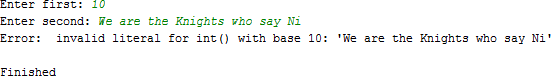 Enter first: 10
Enter second: We are the Knights who say Ni
Error:  invalid literal for int() with base 10: 'We are the Knights who say Ni'
Finished